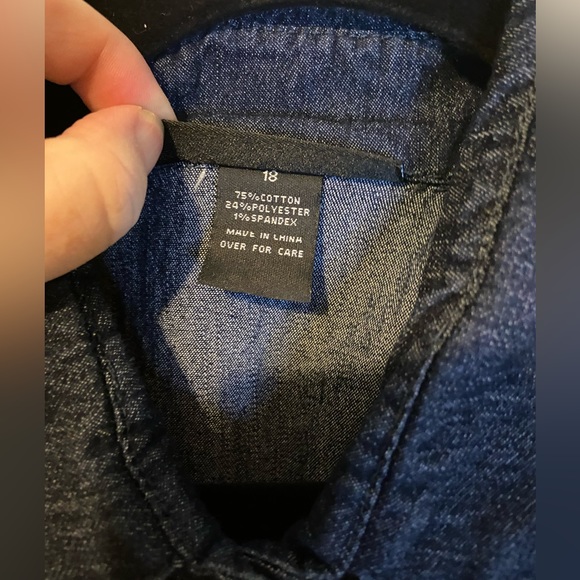 18
75%COTTON
24%POLYESTER
1%SPANDEX
MADE IN CHINA
OVER FOR CARE